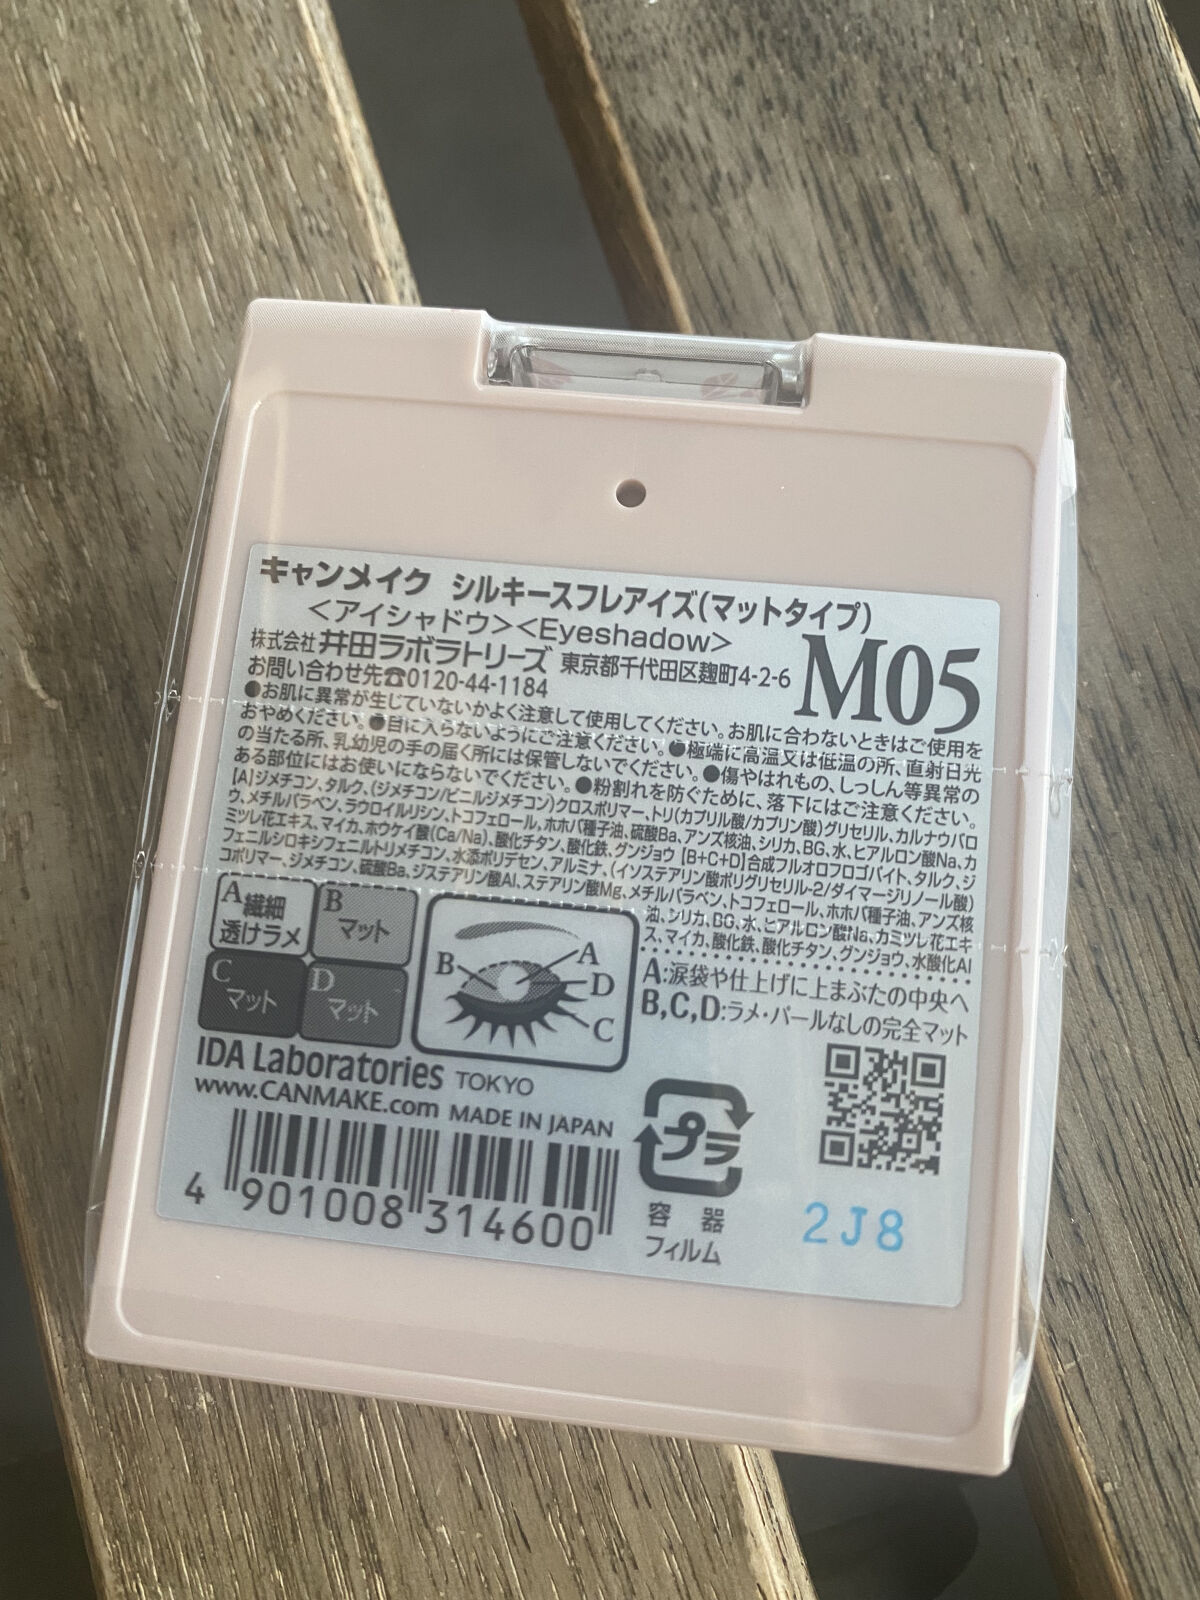 キャンメイク シルキースフレアイズ(マットタイプ)
<アイシャドウ><Eyeshadow>
M05
株式会社 井田ラボラトリーズ 東京都千代田区麹町4-2-6
お問い合わせ先☎0120-44-1184
●お肌に異常が生じていないかよく注意して使用してください。お肌に合わないときはご使用を
おやめください。●目に入らないようにご注意ください。●極端に高温又は低温の所、直射日光
の当たる所、乳幼児の手の届く所には保管しないでください。●傷やはれもの、しっしん等異常の
ある部位にはお使いにならないでください。●粉割れを防ぐために、落下にはご注意ください。
【A】ジメチコン、タルク、(ジメチコン/ビニルジメチコン)クロスポリマー、トリ(カプリル酸/カプリン酸)グリセリル、カルナウバロ
ウ、メチルパラベン、ラウロイルリシン、トコフェロール、ホホバ種子油、硫酸Ba、アンズ核油、シリカ、BG、水、ヒアルロン酸Na、カ
ミツレ花エキス、マイカ、ホウケイ酸(Ca/Na)、酸化チタン、酸化鉄、グンジョウ 【B+C+D】合成フルオロフロゴパイト、タルク、ジ
フェニルシロキシフェニルトリメチコン、水添ポリデセン、アルミナ、(イソステアリン酸ポリグリセリル-2/ダイマージリノール酸)
コポリマー、ジメチコン、硫酸Ba、ジステアリン酸Al、ステアリン酸Mg、メチルパラベン、トコフェロール、ホホバ種子油、アンズ核
油、シリカ、BG、水、ヒアルロン酸Na、カミツレ花エキ
ス、マイカ、酸化鉄、酸化チタン、グンジョウ、水酸化Al
A 繊細
透けラメ
B
マット
C
マット
D
マット
A
B
D
C
A:涙袋や仕上げに上まぶたの中央へ
B,C,D:ラメ・パールなしの完全マット
IDA Laboratories TOKYO
www.CANMAKE.com MADE IN JAPAN
4 901008 314600
プラ
容器
フィルム
2J8